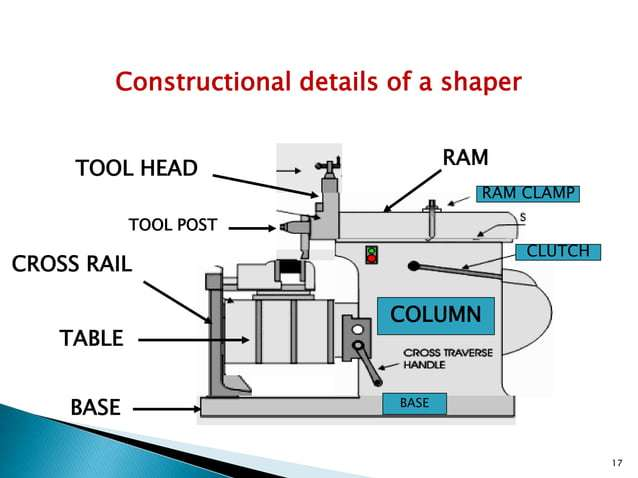 Constructional details of a shaper
TOOL HEAD
RAM
RAM CLAMP
TOOL POST
S
CLUTCH
CROSS RAIL
COLUMN
TABLE
CROSS TRAVERSE
HANDLE
BASE
BASE
17